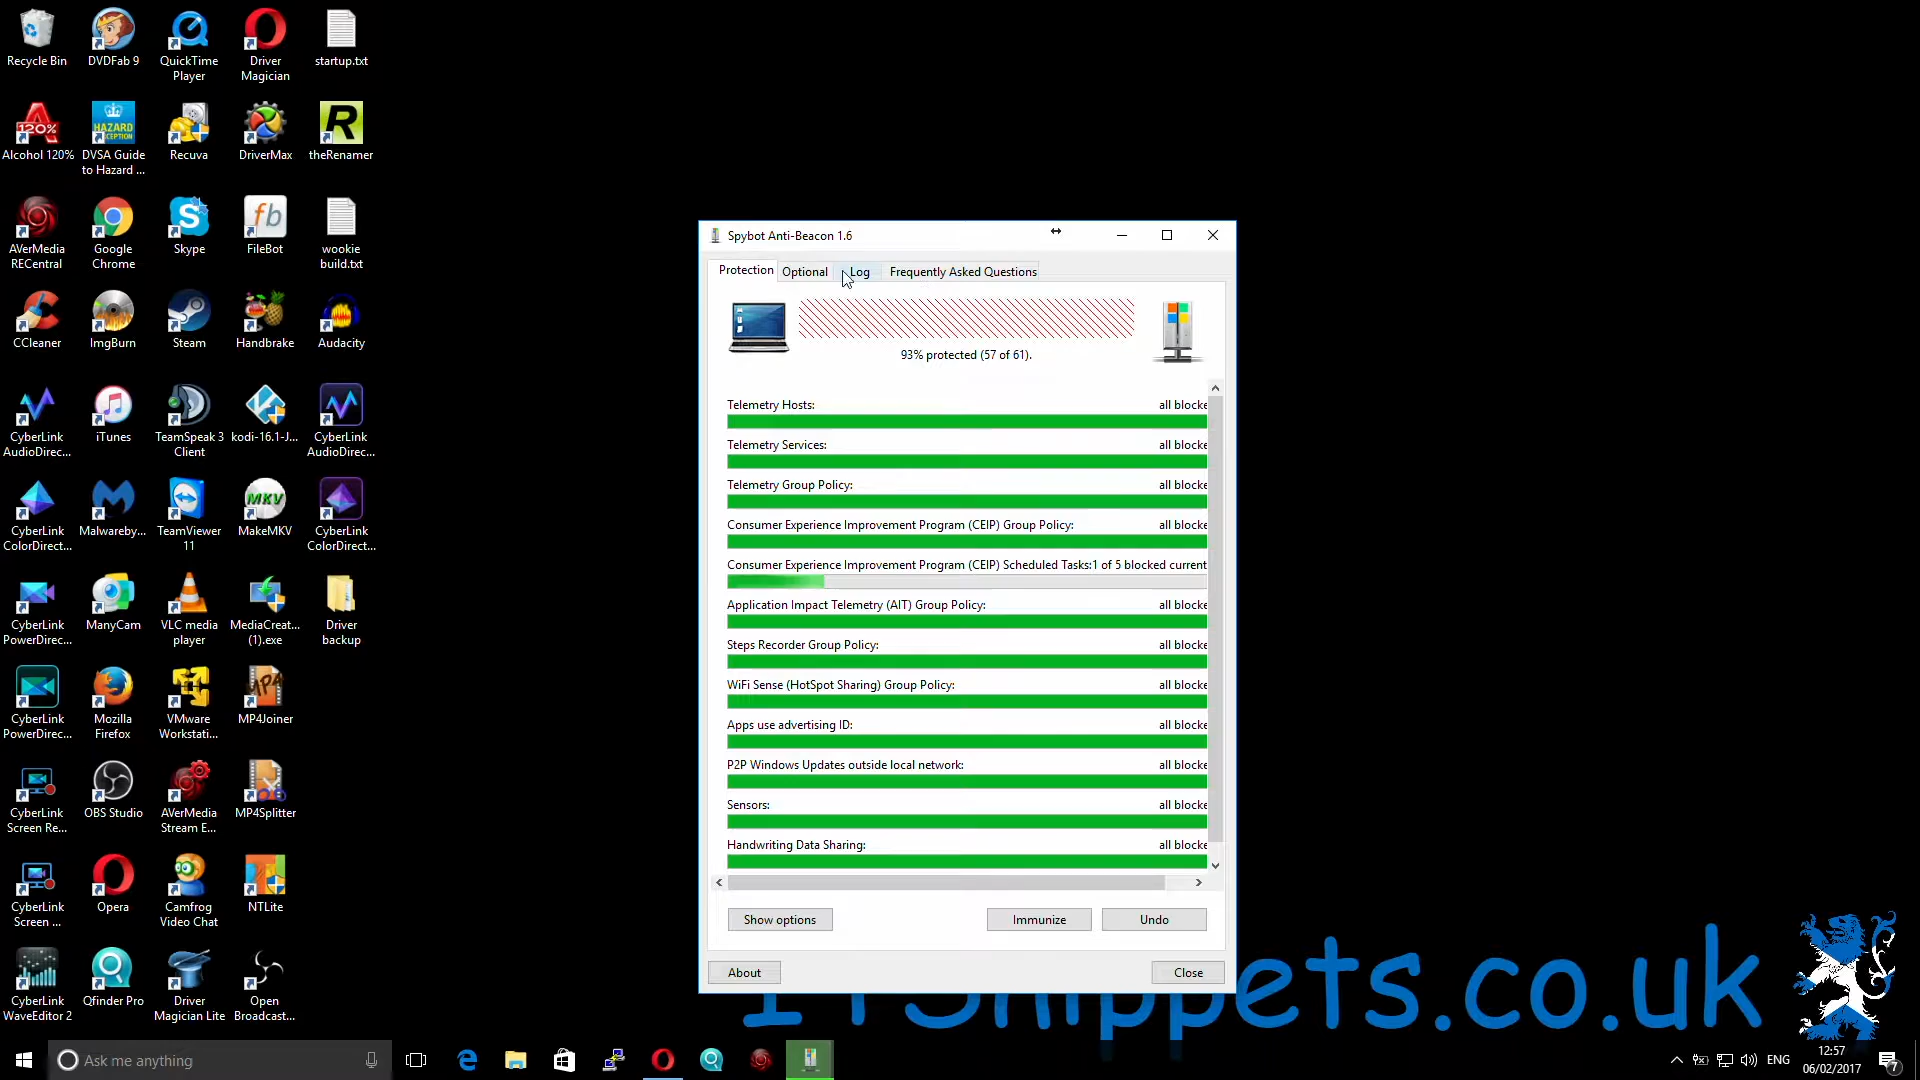 Recycle Bin
DVDFab 9
QuickTime
Player
Driver
Magician
startup.txt
Alcohol 120%
DVSA Guide
to Hazard ...
Recuva
DriverMax
theRenamer
AVerMedia
RECentral
Google
Chrome
Skype
FileBot
wookie
build.txt
CCleaner
ImgBurn
Steam
Handbrake
Audacity
CyberLink
AudioDirec...
iTunes
TeamSpeak 3
Client
kodi-16.1-J...
CyberLink
AudioDirec...
CyberLink
ColorDirect...
Malwareby...
TeamViewer
11
MakeMKV
CyberLink
ColorDirect...
CyberLink
PowerDirec...
ManyCam
VLC media
player
MediaCreat...
(1).exe
Driver
backup
CyberLink
PowerDirec...
Mozilla
Firefox
VMware
Workstati...
MP4Joiner
CyberLink
Screen Re...
OBS Studio
AVerMedia
Stream E...
MP4Splitter
CyberLink
Screen ...
Opera
Camfrog
Video Chat
NTLite
CyberLink
WaveEditor 2
Qfinder Pro
Driver
Magician Lite
Open
Broadcast...
Spybot Anti-Beacon 1.6
Protection
Optional
Log
Frequently Asked Questions
93% protected (57 of 61).
Telemetry Hosts: all blocke
Telemetry Services: all blocke
Telemetry Group Policy: all blocke
Consumer Experience Improvement Program (CEIP) Group Policy: all blocke
Consumer Experience Improvement Program (CEIP) Scheduled Tasks:1 of 5 blocked current
Application Impact Telemetry (AIT) Group Policy: all blocke
Steps Recorder Group Policy: all blocke
WiFi Sense (HotSpot Sharing) Group Policy: all blocke
Apps use advertising ID: all blocke
P2P Windows Updates outside local network: all blocke
Sensors: all blocke
Handwriting Data Sharing: all blocke
Show options
Immunize
Undo
About
Close
ITSnippets.co.uk
Ask me anything
ENG
12:57
06/02/2017
7